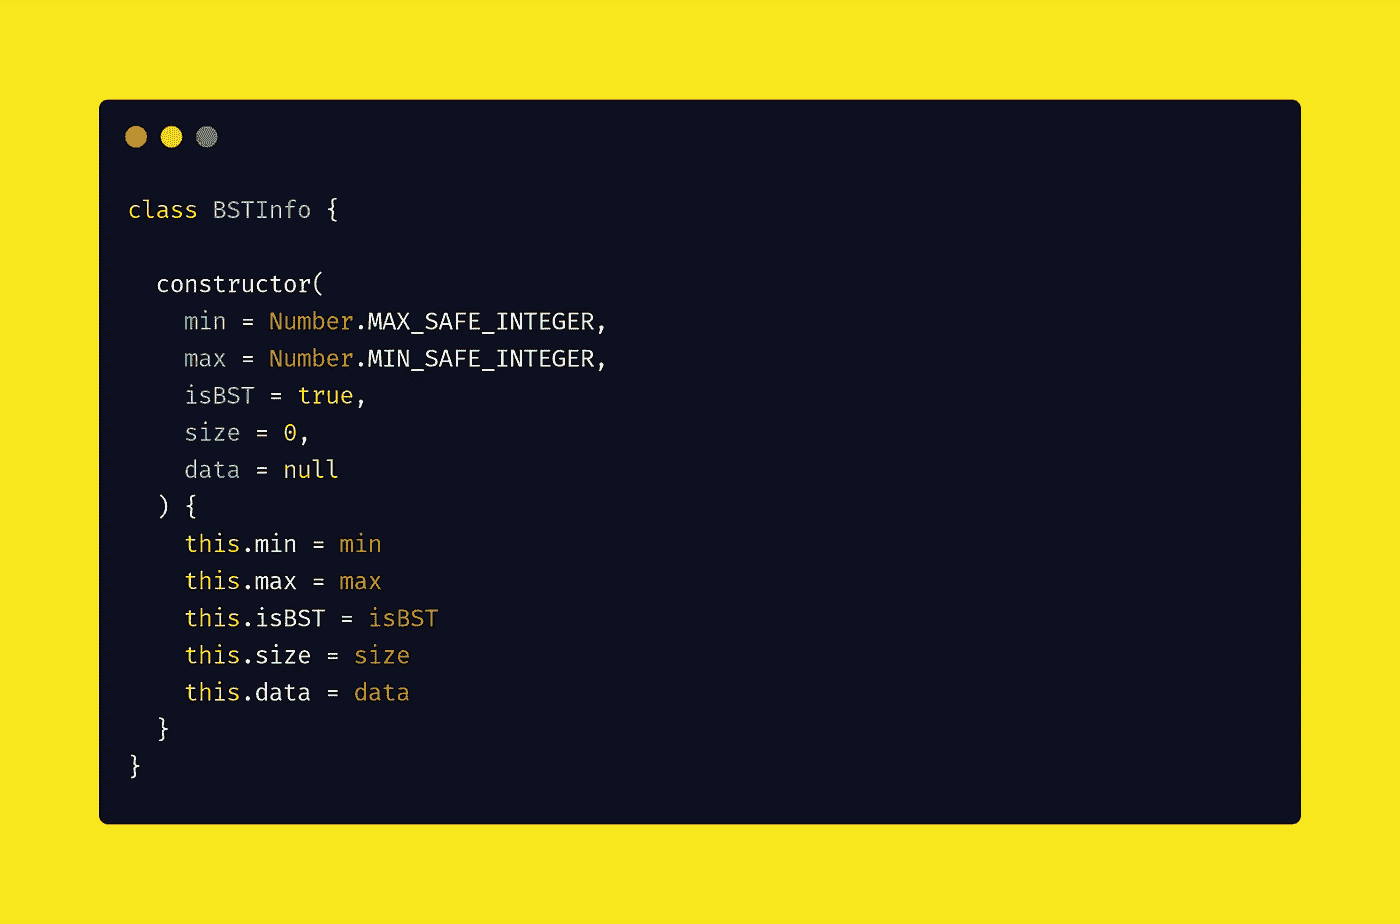 class BSTInfo {
constructor(
min = Number.MAX_SAFE_INTEGER,
max = Number.MIN_SAFE_INTEGER,
isBST = true,
size = 0,
data = null
) {
this.min = min
this.max = max
this.isBST = isBST
this.size = size
this.data = data
}
}